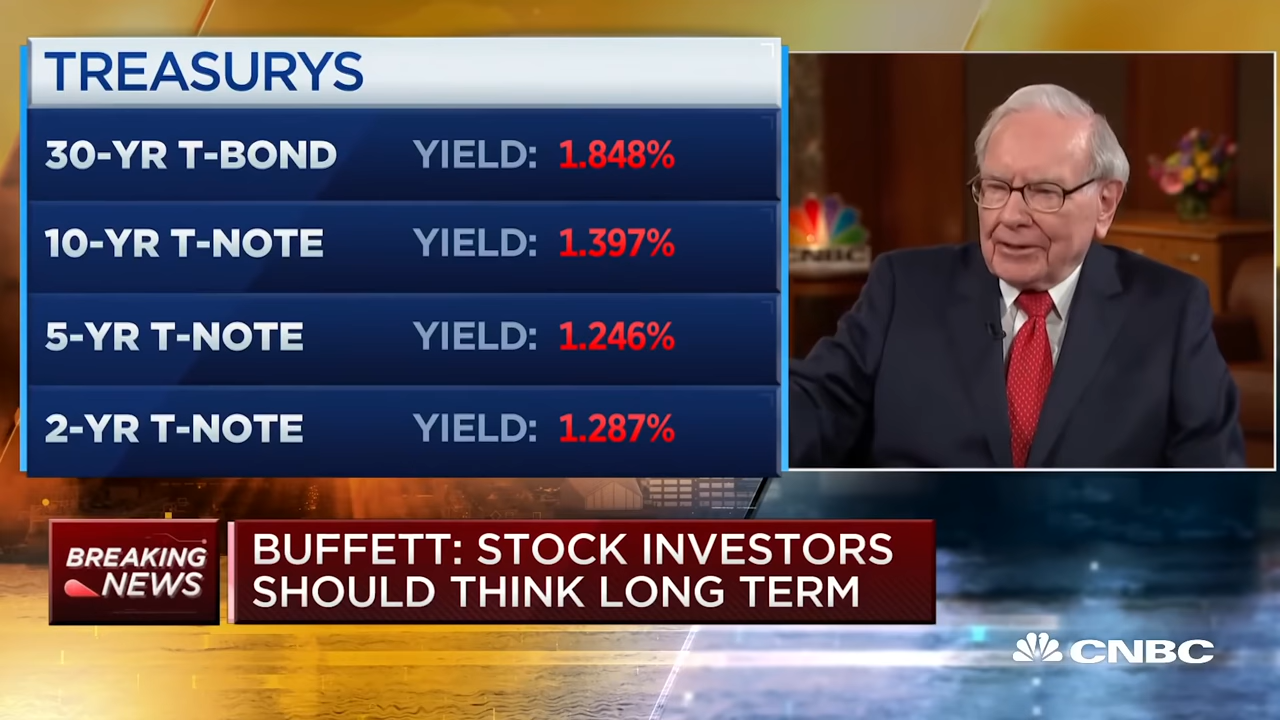 TREASURYS
30-YR T-BOND YIELD: 1.848%
10-YR T-NOTE YIELD: 1.397%
5-YR T-NOTE YIELD: 1.246%
2-YR T-NOTE YIELD: 1.287%
CNBC
BREAKING NEWS
BUFFETT: STOCK INVESTORS
SHOULD THINK LONG TERM
CNBC